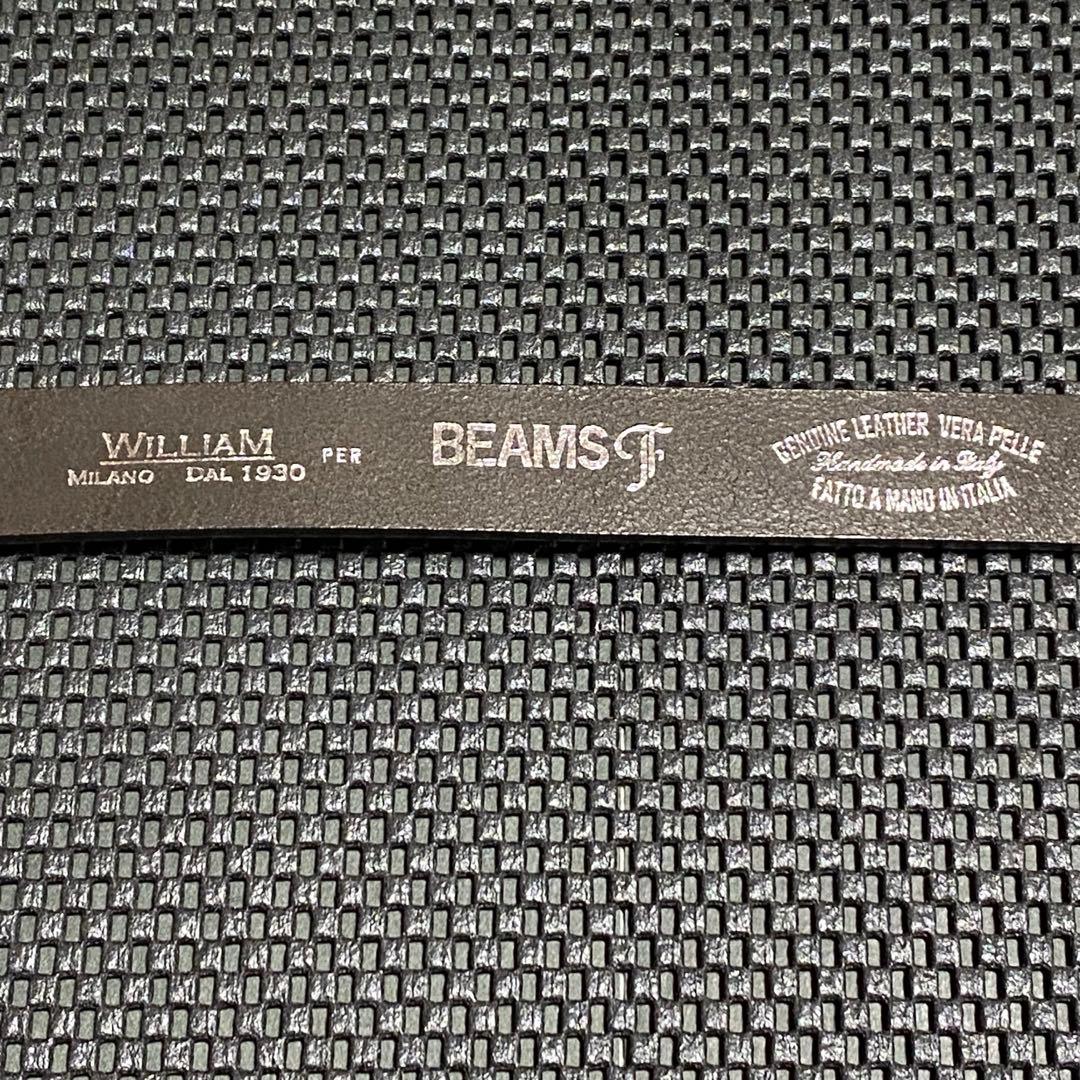 WILLIAM
MILANO DAL 1930
PER
BEAMS F
GENUINE LEATHER VERA PELLE
Handmade in Italy
FATTO A MANO IN ITALIA